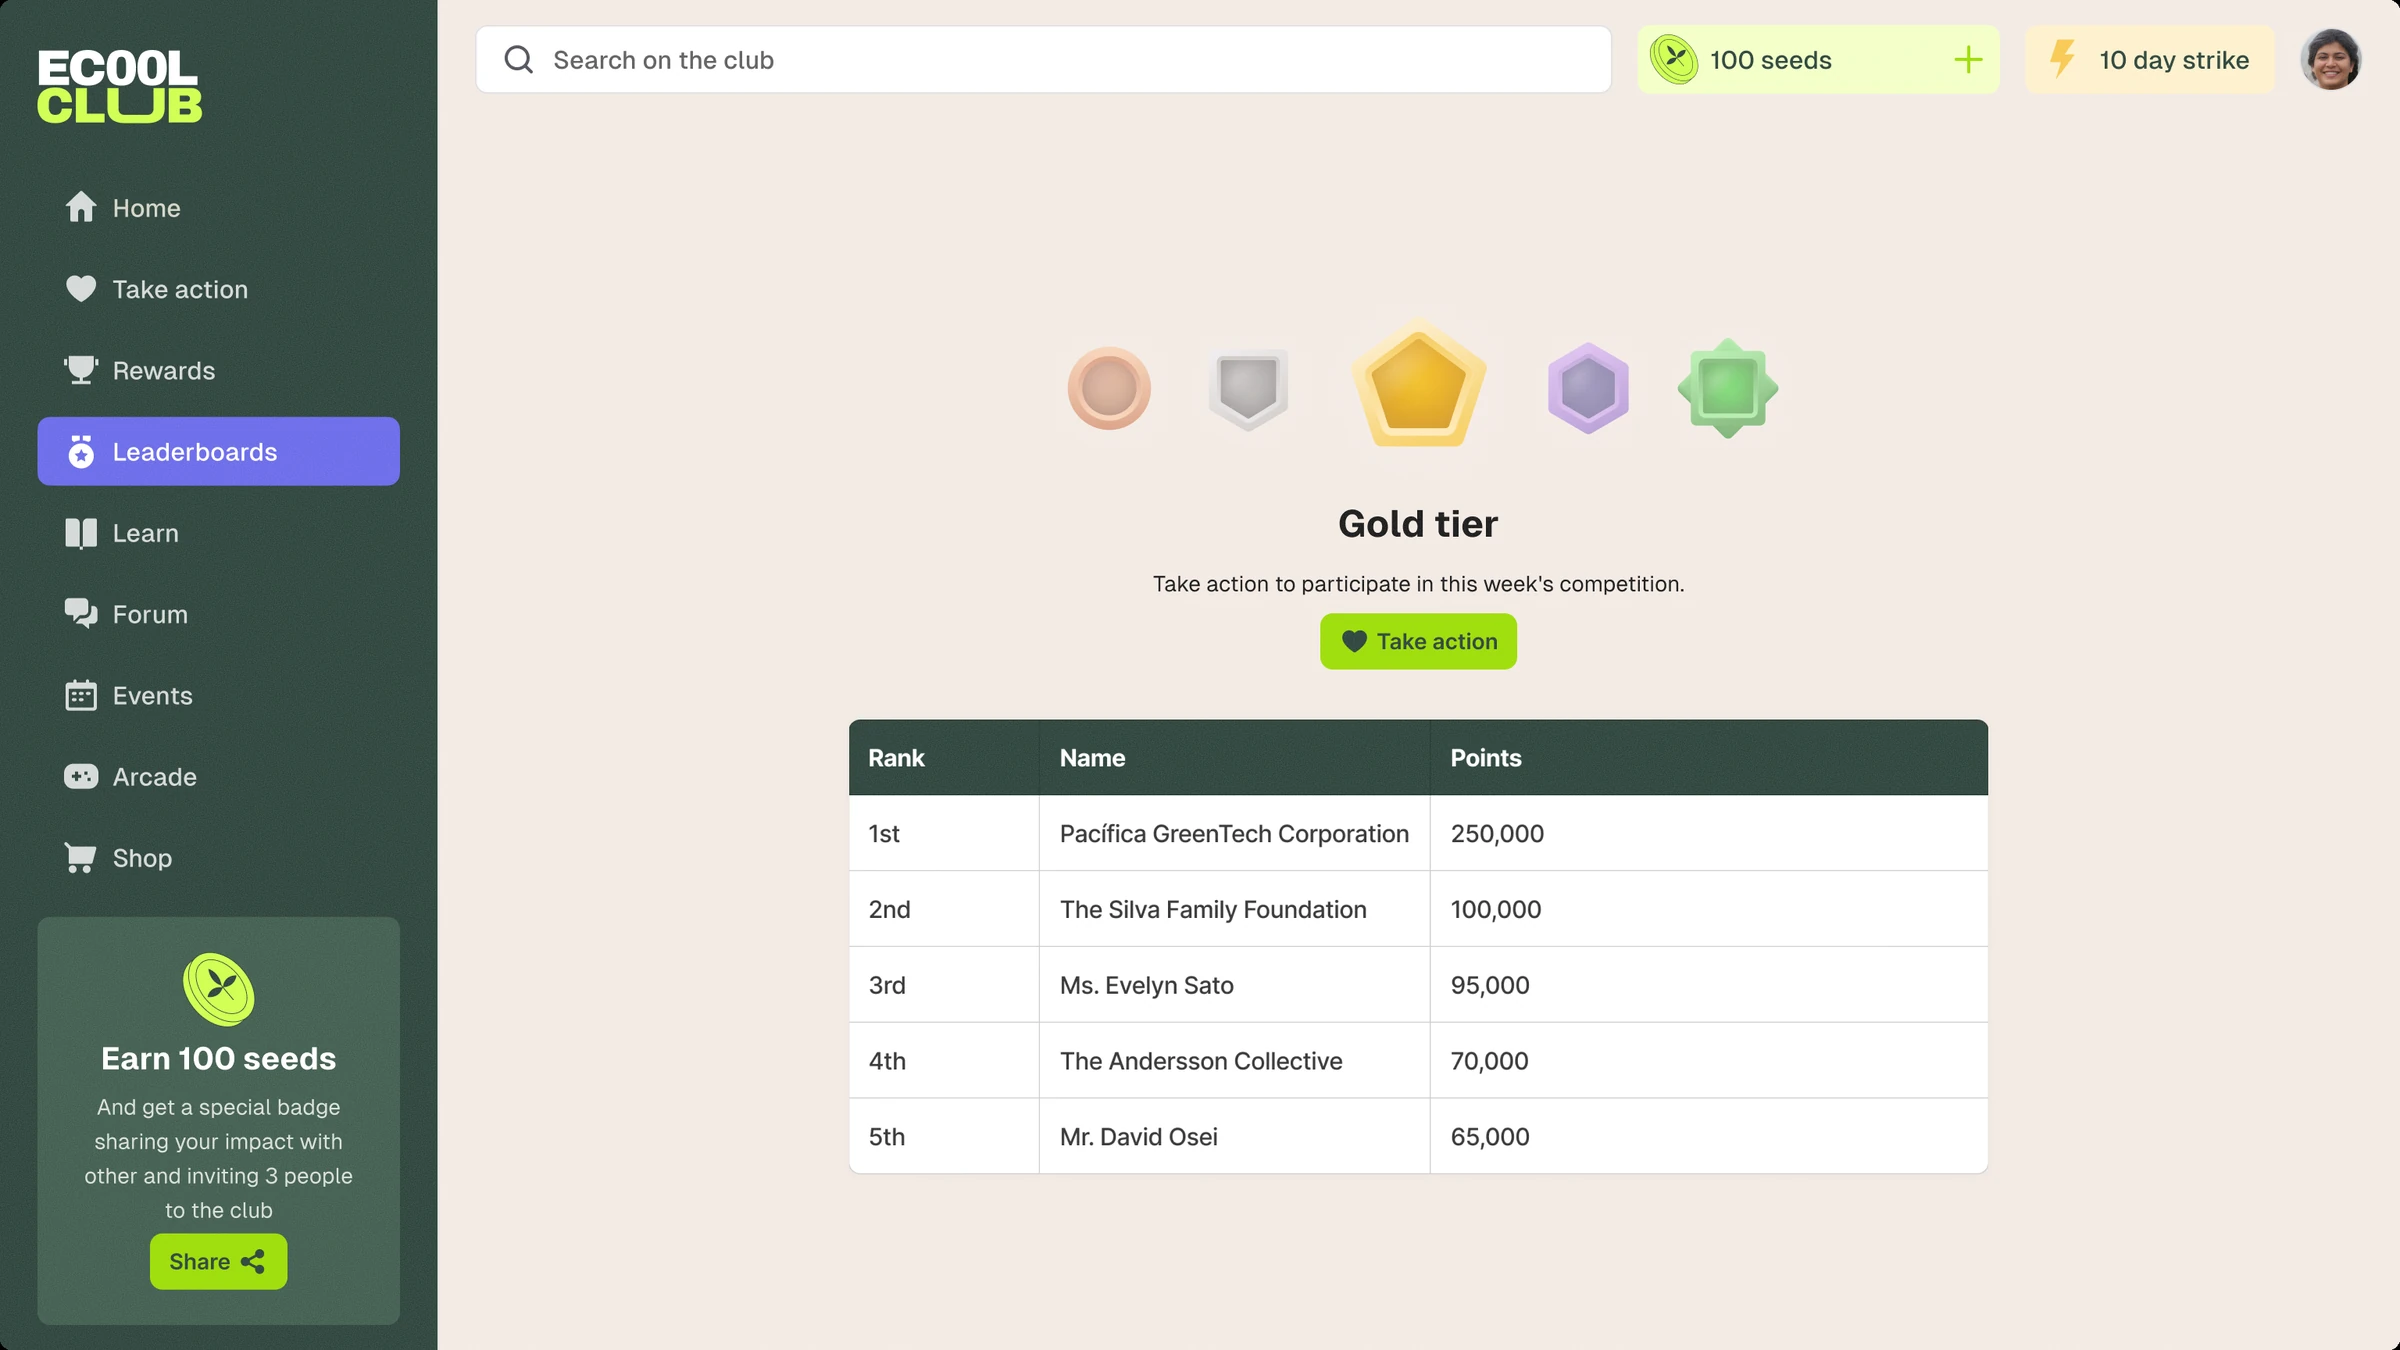 ECOOL
CLUB
Home
Take action
Rewards
Leaderboards
Learn
Forum
Events
Arcade
Shop
Earn 100 seeds
And get a special badge
sharing your impact with
other and inviting 3 people
to the club
Share
Search on the club
100 seeds
10 day strike
Gold tier
Take action to participate in this week's competition.
Take action
Rank Name Points
1st Pacífica GreenTech Corporation 250,000
2nd The Silva Family Foundation 100,000
3rd Ms. Evelyn Sato 95,000
4th The Andersson Collective 70,000
5th Mr. David Osei 65,000